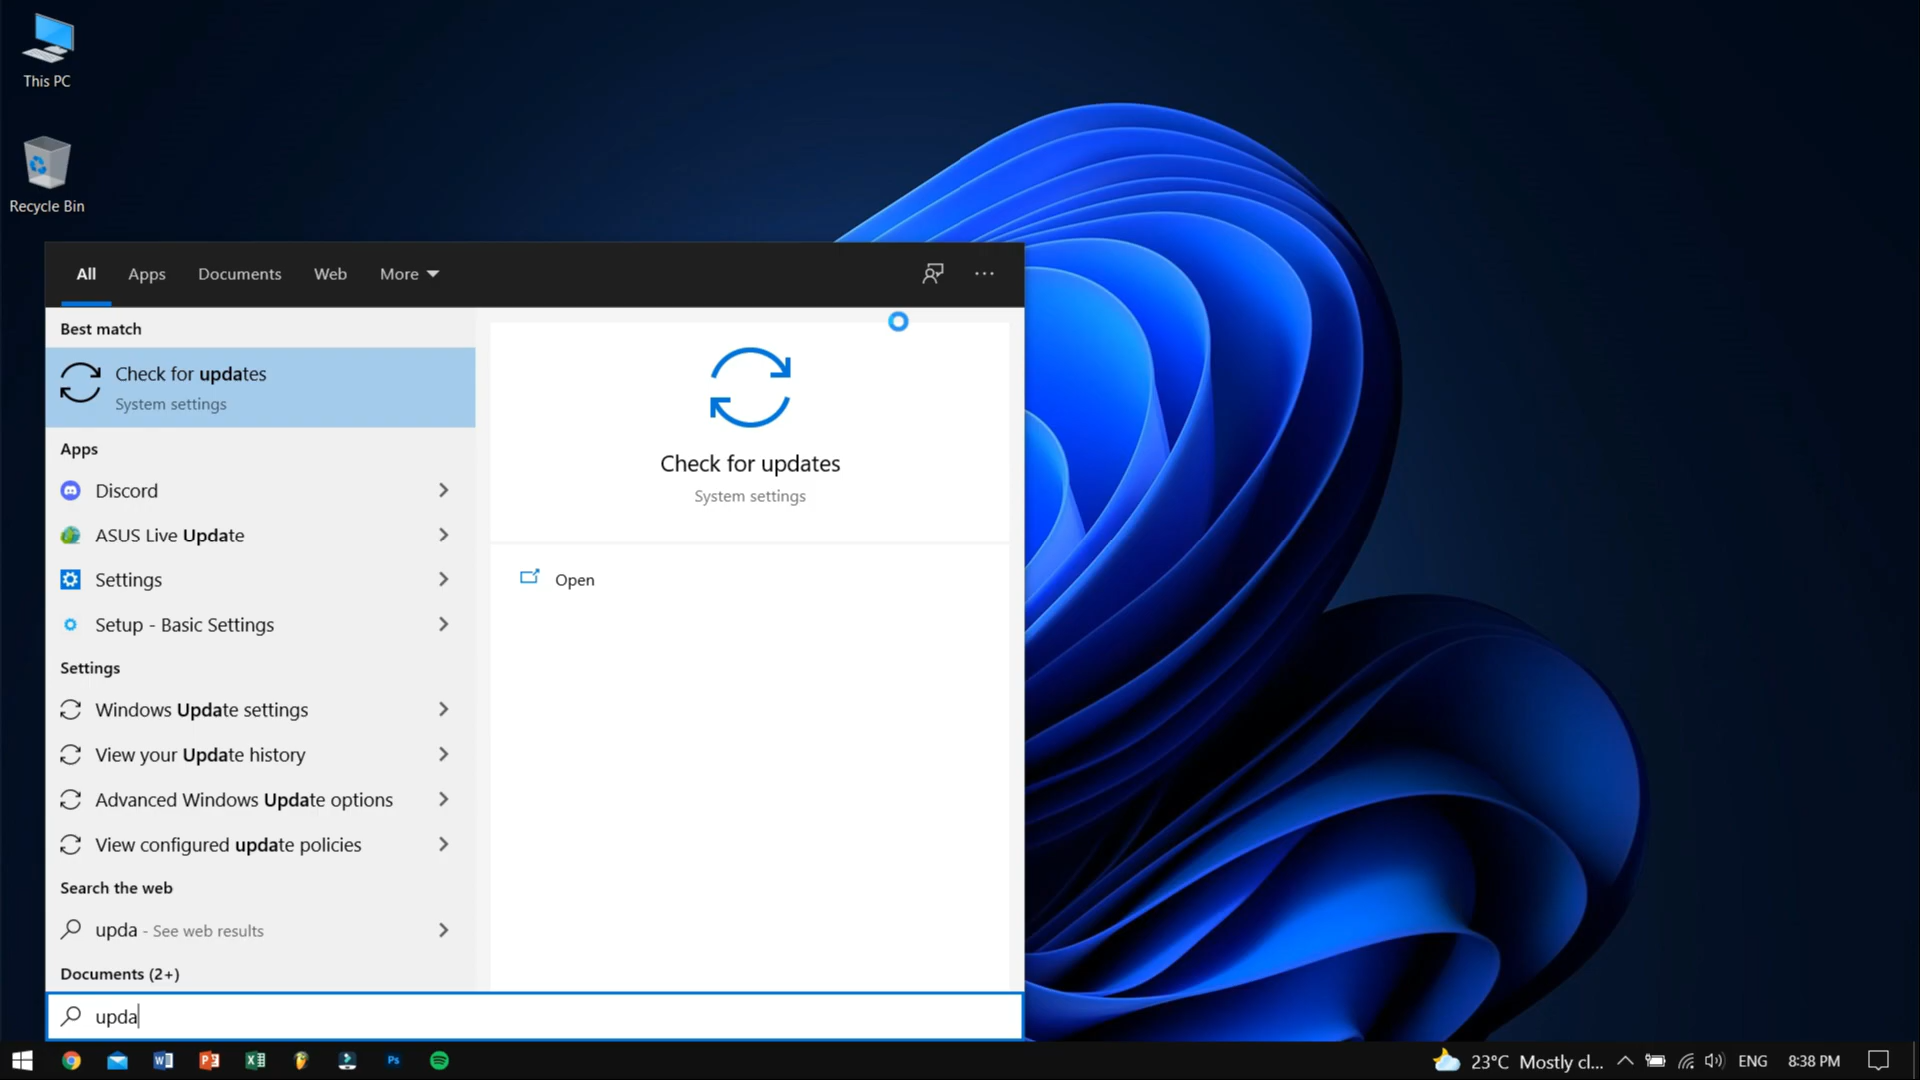 This PC
Recycle Bin
All Apps Documents Web More
Best match
Check for updates
System settings
Apps
Discord
ASUS Live Update
Settings
Setup - Basic Settings
Settings
Windows Update settings
View your Update history
Advanced Windows Update options
View configured update policies
Search the web
upda - See web results
Documents (2+)
upda
Check for updates
System settings
Open
Ps
23°C Mostly cl... ENG 8:38 PM